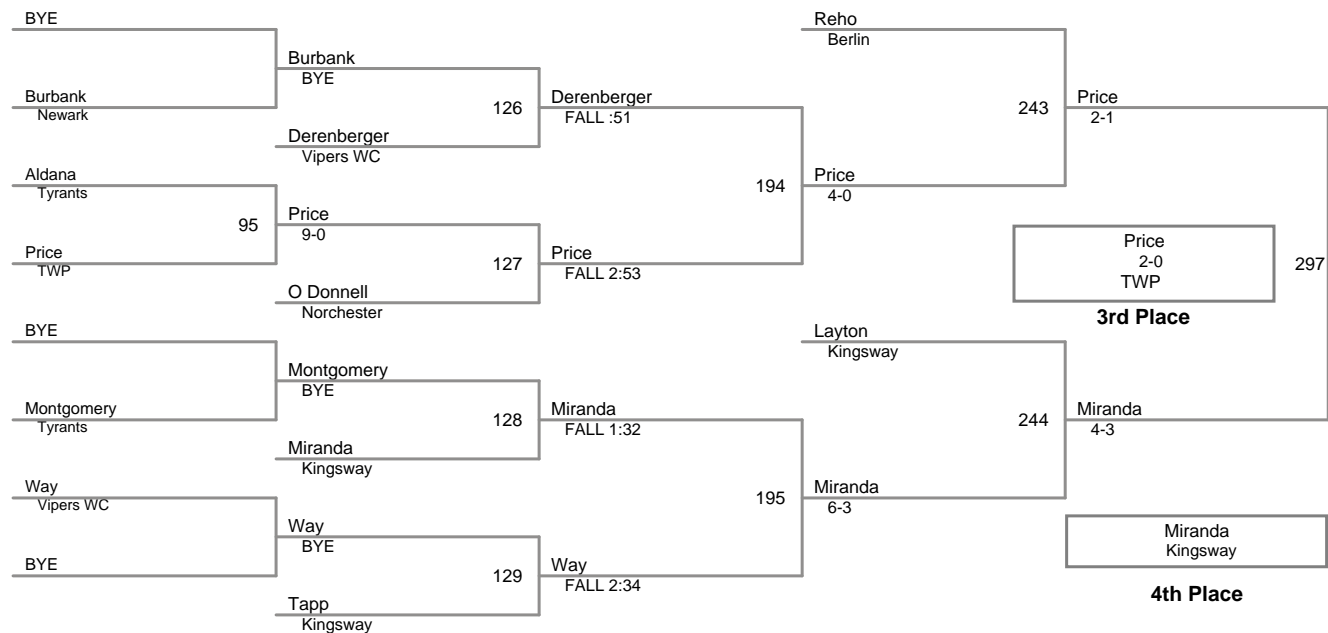 BYE
Burbank
Newark
Aldana
Tyrants
95
Price
TWP
BYE
Montgomery
Tyrants
Way
Vipers WC
BYE
Burbank
BYE
126
Derenberger
Vipers WC
Price
9-0
127
O Donnell
Norchester
Montgomery
BYE
128
Miranda
Kingsway
Way
BYE
129
Tapp
Kingsway
Derenberger
FALL :51
194
Price
FALL 2:53
Miranda
FALL 1:32
195
Way
FALL 2:34
Reho
Berlin
243
Price
4-0
Layton
Kingsway
244
Miranda
6-3
Price
2-1
Price
2-0
TWP
297
3rd Place
Miranda
4-3
Miranda
Kingsway
4th Place